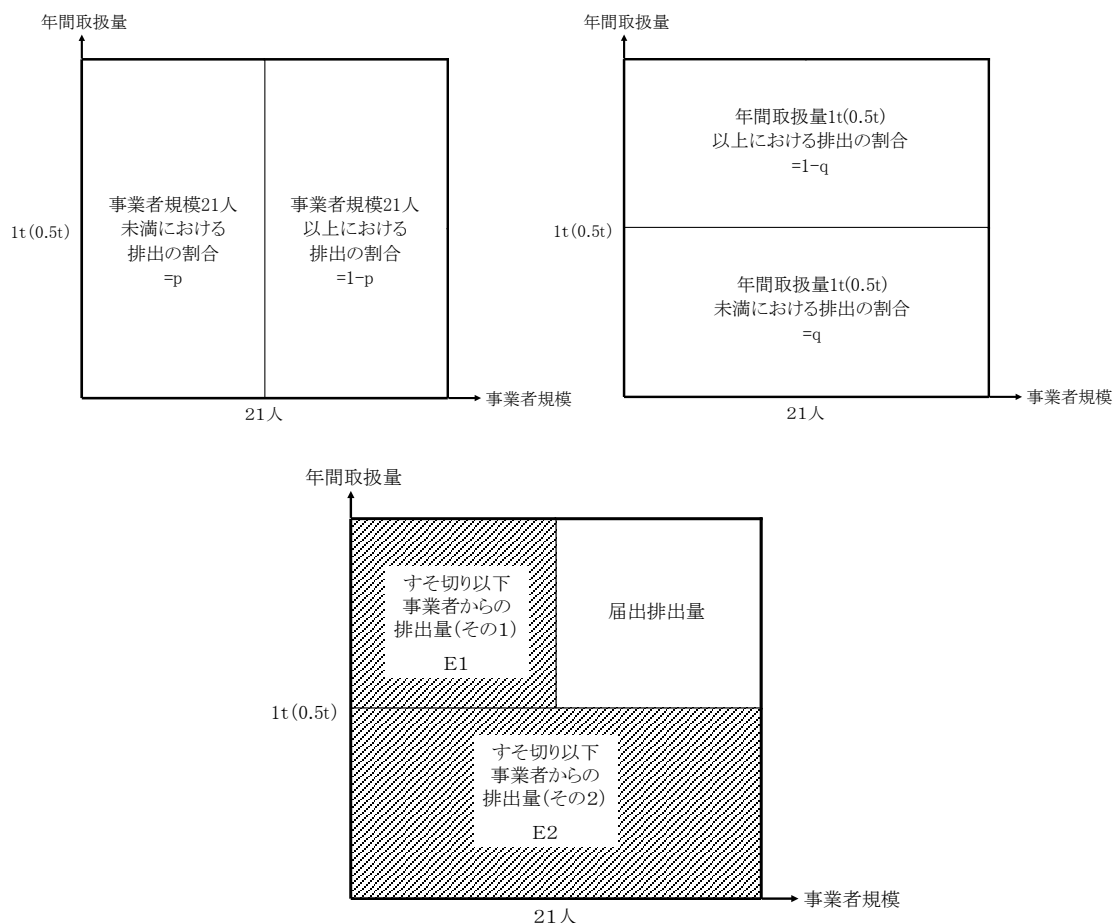 年間取扱量
1t(0.5t)
事業者規模21人
未満における
排出の割合
=p
事業者規模21人
以上における
排出の割合
=1-p
21人
事業者規模
年間取扱量
年間取扱量1t(0.5t)
以上における排出の割合
=1-q
1t(0.5t)
年間取扱量1t(0.5t)
未満における排出の割合
=q
21人
事業者規模
年間取扱量
すそ切り以下
事業者からの
排出量(その1)
E1
届出排出量
1t(0.5t)
すそ切り以下
事業者からの
排出量(その2)
E2
21人
事業者規模